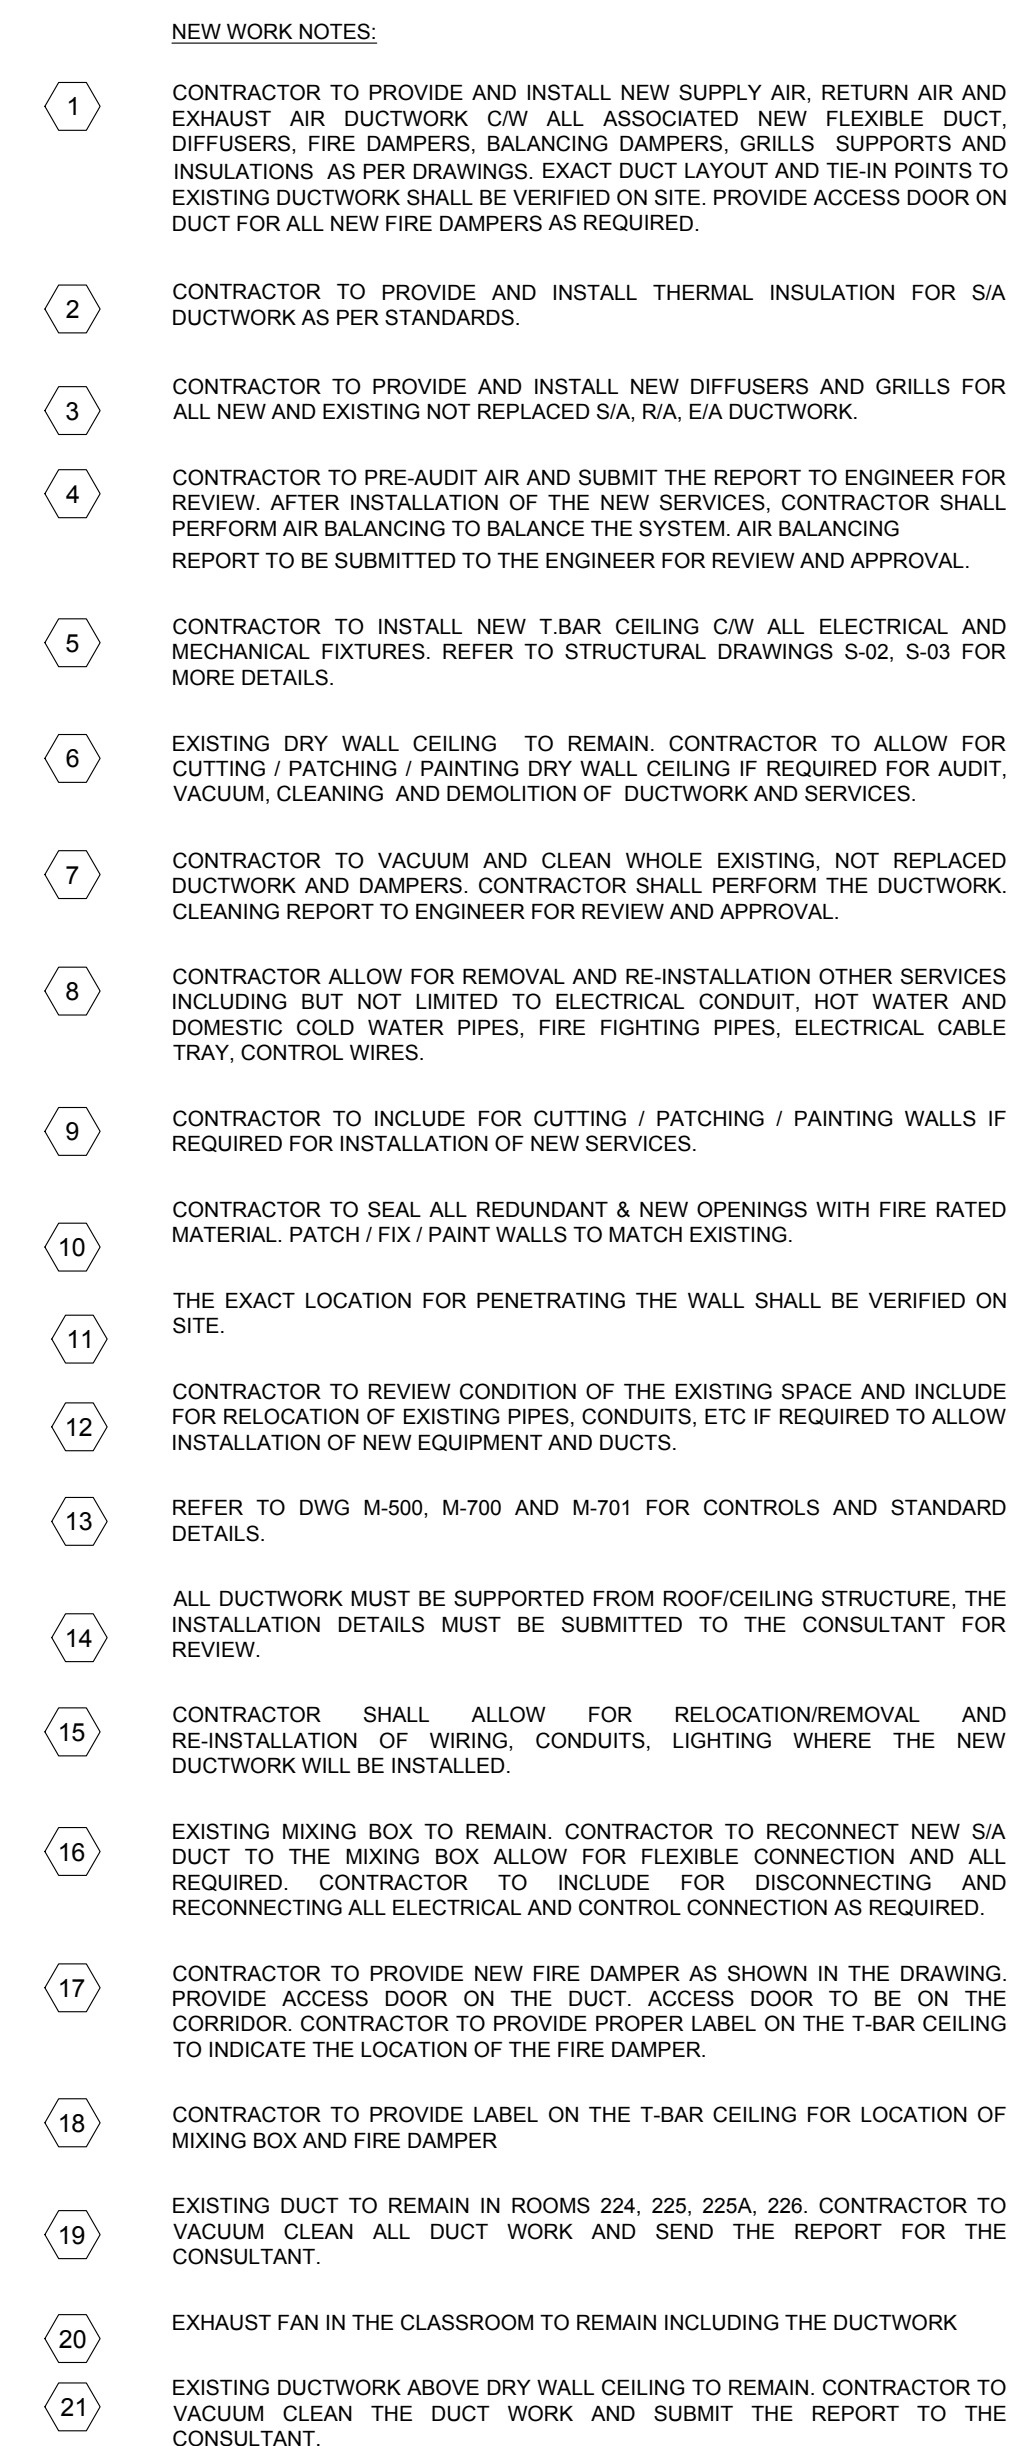 NEW WORK NOTES:
1
CONTRACTOR TO PROVIDE AND INSTALL NEW SUPPLY AIR, RETURN AIR AND
EXHAUST AIR DUCTWORK C/W ALL ASSOCIATED NEW FLEXIBLE DUCT,
DIFFUSERS, FIRE DAMPERS, BALANCING DAMPERS, GRILLS SUPPORTS AND
INSULATIONS AS PER DRAWINGS. EXACT DUCT LAYOUT AND TIE-IN POINTS TO
EXISTING DUCTWORK SHALL BE VERIFIED ON SITE. PROVIDE ACCESS DOOR ON
DUCT FOR ALL NEW FIRE DAMPERS AS REQUIRED.
2
CONTRACTOR TO PROVIDE AND INSTALL THERMAL INSULATION FOR S/A
DUCTWORK AS PER STANDARDS.
3
CONTRACTOR TO PROVIDE AND INSTALL NEW DIFFUSERS AND GRILLS FOR
ALL NEW AND EXISTING NOT REPLACED S/A, R/A, E/A DUCTWORK.
4
CONTRACTOR TO PRE-AUDIT AIR AND SUBMIT THE REPORT TO ENGINEER FOR
REVIEW. AFTER INSTALLATION OF THE NEW SERVICES, CONTRACTOR SHALL
PERFORM AIR BALANCING TO BALANCE THE SYSTEM. AIR BALANCING
REPORT TO BE SUBMITTED TO THE ENGINEER FOR REVIEW AND APPROVAL.
5
CONTRACTOR TO INSTALL NEW T.BAR CEILING C/W ALL ELECTRICAL AND
MECHANICAL FIXTURES. REFER TO STRUCTURAL DRAWINGS S-02, S-03 FOR
MORE DETAILS.
6
EXISTING DRY WALL CEILING TO REMAIN. CONTRACTOR TO ALLOW FOR
CUTTING / PATCHING / PAINTING DRY WALL CEILING IF REQUIRED FOR AUDIT,
VACUUM, CLEANING AND DEMOLITION OF DUCTWORK AND SERVICES.
7
CONTRACTOR TO VACUUM AND CLEAN WHOLE EXISTING, NOT REPLACED
DUCTWORK AND DAMPERS. CONTRACTOR SHALL PERFORM THE DUCTWORK.
CLEANING REPORT TO ENGINEER FOR REVIEW AND APPROVAL.
8
CONTRACTOR ALLOW FOR REMOVAL AND RE-INSTALLATION OTHER SERVICES
INCLUDING BUT NOT LIMITED TO ELECTRICAL CONDUIT, HOT WATER AND
DOMESTIC COLD WATER PIPES, FIRE FIGHTING PIPES, ELECTRICAL CABLE
TRAY, CONTROL WIRES.
9
CONTRACTOR TO INCLUDE FOR CUTTING / PATCHING / PAINTING WALLS IF
REQUIRED FOR INSTALLATION OF NEW SERVICES.
10
CONTRACTOR TO SEAL ALL REDUNDANT & NEW OPENINGS WITH FIRE RATED
MATERIAL. PATCH / FIX / PAINT WALLS TO MATCH EXISTING.
11
THE EXACT LOCATION FOR PENETRATING THE WALL SHALL BE VERIFIED ON
SITE.
12
CONTRACTOR TO REVIEW CONDITION OF THE EXISTING SPACE AND INCLUDE
FOR RELOCATION OF EXISTING PIPES, CONDUITS, ETC IF REQUIRED TO ALLOW
INSTALLATION OF NEW EQUIPMENT AND DUCTS.
13
REFER TO DWG M-500, M-700 AND M-701 FOR CONTROLS AND STANDARD
DETAILS.
14
ALL DUCTWORK MUST BE SUPPORTED FROM ROOF/CEILING STRUCTURE, THE
INSTALLATION DETAILS MUST BE SUBMITTED TO THE CONSULTANT FOR
REVIEW.
15
CONTRACTOR SHALL ALLOW FOR RELOCATION/REMOVAL AND
RE-INSTALLATION OF WIRING, CONDUITS, LIGHTING WHERE THE NEW
DUCTWORK WILL BE INSTALLED.
16
EXISTING MIXING BOX TO REMAIN. CONTRACTOR TO RECONNECT NEW S/A
DUCT TO THE MIXING BOX ALLOW FOR FLEXIBLE CONNECTION AND ALL
REQUIRED. CONTRACTOR TO INCLUDE FOR DISCONNECTING AND
RECONNECTING ALL ELECTRICAL AND CONTROL CONNECTION AS REQUIRED.
17
CONTRACTOR TO PROVIDE NEW FIRE DAMPER AS SHOWN IN THE DRAWING.
PROVIDE ACCESS DOOR ON THE DUCT. ACCESS DOOR TO BE ON THE
CORRIDOR. CONTRACTOR TO PROVIDE PROPER LABEL ON THE T-BAR CEILING
TO INDICATE THE LOCATION OF THE FIRE DAMPER.
18
CONTRACTOR TO PROVIDE LABEL ON THE T-BAR CEILING FOR LOCATION OF
MIXING BOX AND FIRE DAMPER
19
EXISTING DUCT TO REMAIN IN ROOMS 224, 225, 225A, 226. CONTRACTOR TO
VACUUM CLEAN ALL DUCT WORK AND SEND THE REPORT FOR THE
CONSULTANT.
20
EXHAUST FAN IN THE CLASSROOM TO REMAIN INCLUDING THE DUCTWORK
21
EXISTING DUCTWORK ABOVE DRY WALL CEILING TO REMAIN. CONTRACTOR TO
VACUUM CLEAN THE DUCT WORK AND SUBMIT THE REPORT TO THE
CONSULTANT.